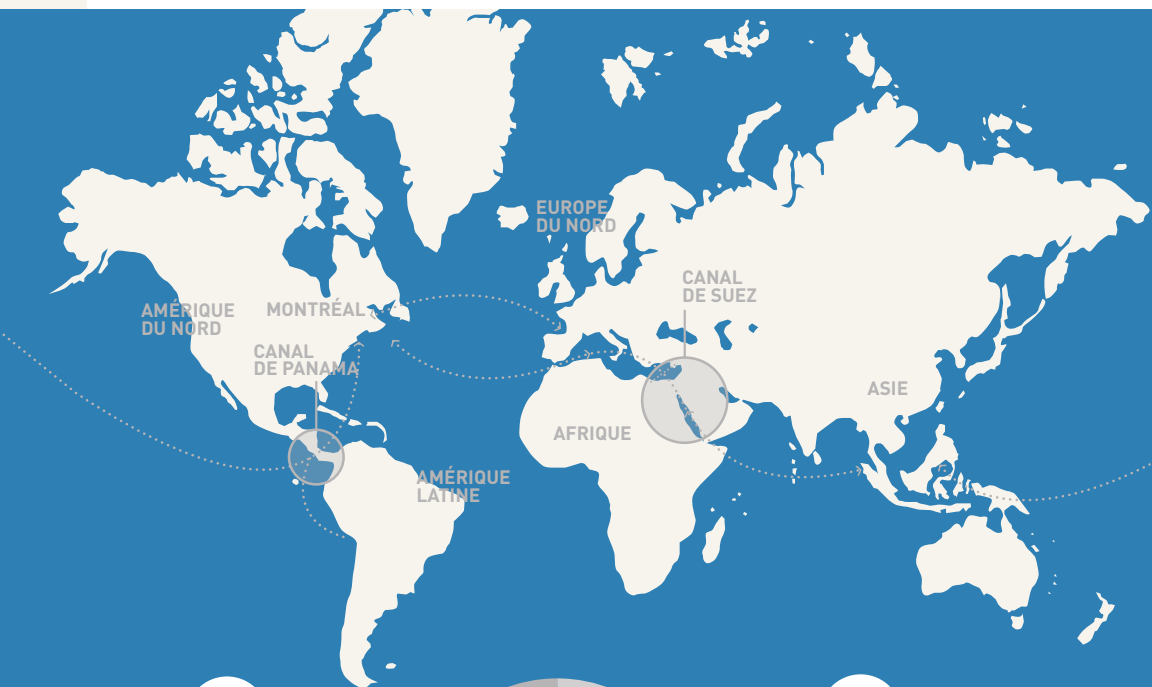 EUROPE
DU NORD
CANAL
DE SUEZ
AMÉRIQUE
DU NORD
MONTRÉAL
CANAL
DE PANAMA
ASIE
AFRIQUE
AMÉRIQUE
LATINE